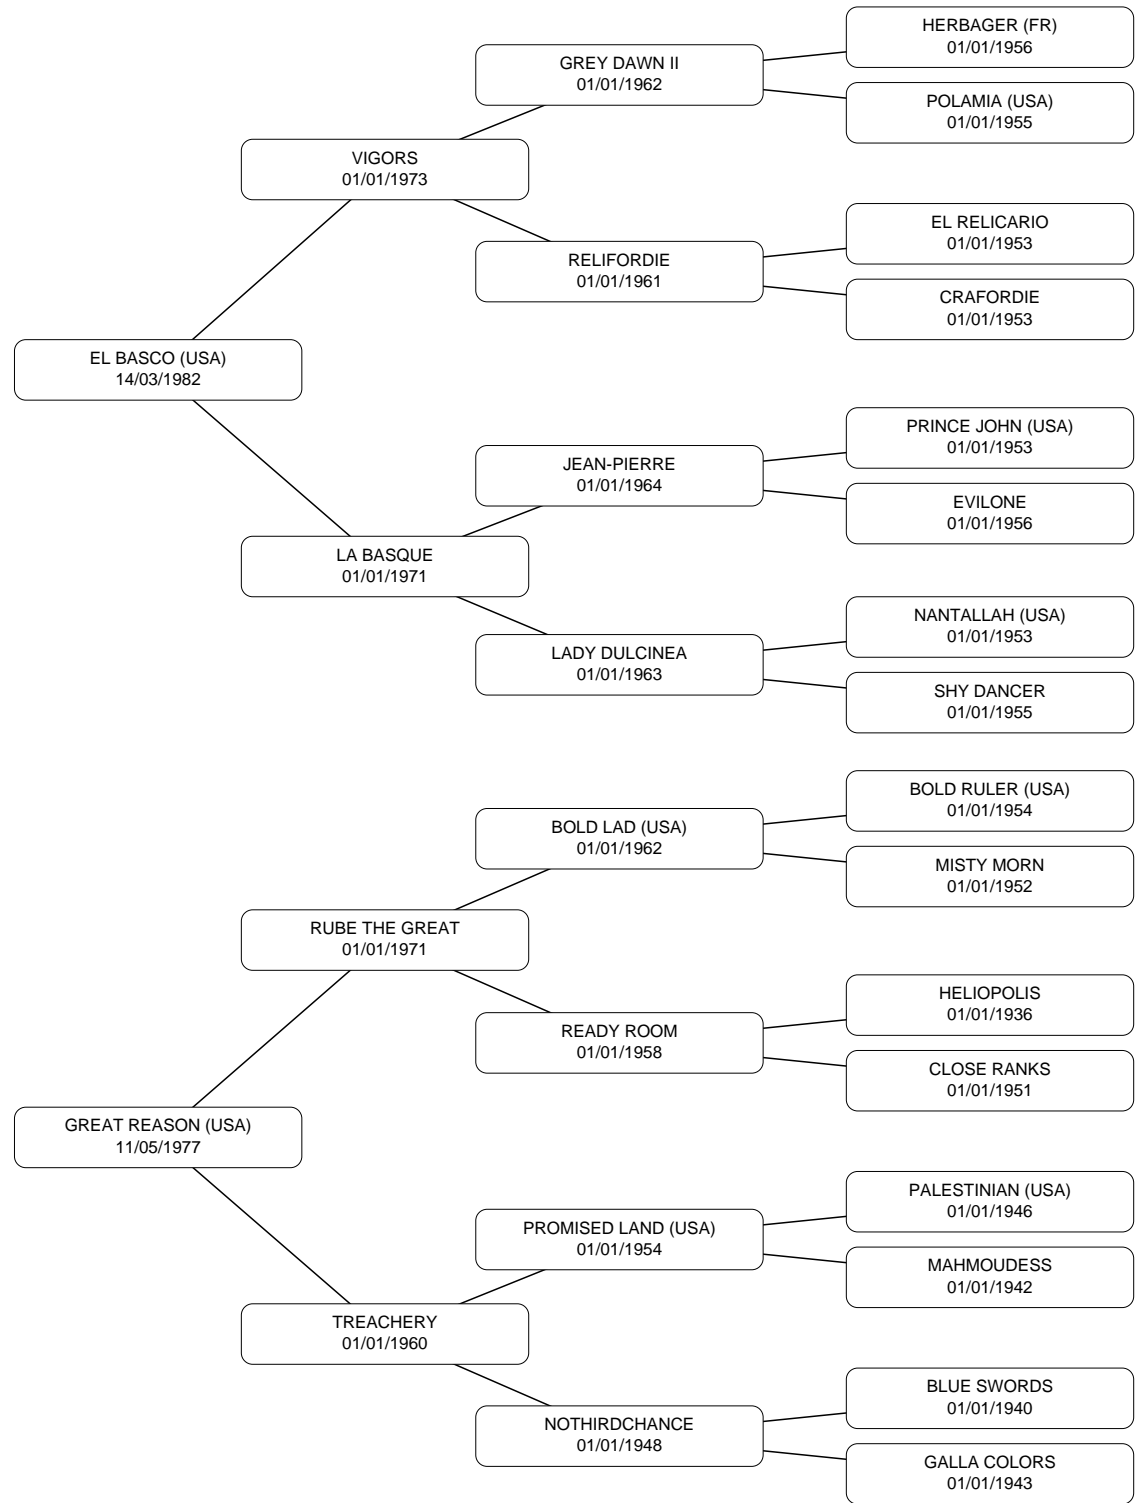 HERBAGER (FR)
01/01/1956
GREY DAWN II
01/01/1962
POLAMIA (USA)
01/01/1955
VIGORS
01/01/1973
EL RELICARIO
01/01/1953
RELIFORDIE
01/01/1961
CRAFORDIE
01/01/1953
EL BASCO (USA)
14/03/1982
PRINCE JOHN (USA)
01/01/1953
JEAN-PIERRE
01/01/1964
EVILONE
01/01/1956
LA BASQUE
01/01/1971
NANTALLAH (USA)
01/01/1953
LADY DULCINEA
01/01/1963
SHY DANCER
01/01/1955
BOLD RULER (USA)
01/01/1954
BOLD LAD (USA)
01/01/1962
MISTY MORN
01/01/1952
RUBE THE GREAT
01/01/1971
HELIOPOLIS
01/01/1936
READY ROOM
01/01/1958
CLOSE RANKS
01/01/1951
GREAT REASON (USA)
11/05/1977
PALESTINIAN (USA)
01/01/1946
PROMISED LAND (USA)
01/01/1954
MAHMOUDESS
01/01/1942
TREACHERY
01/01/1960
BLUE SWORDS
01/01/1940
NOTHIRDCHANCE
01/01/1948
GALLA COLORS
01/01/1943